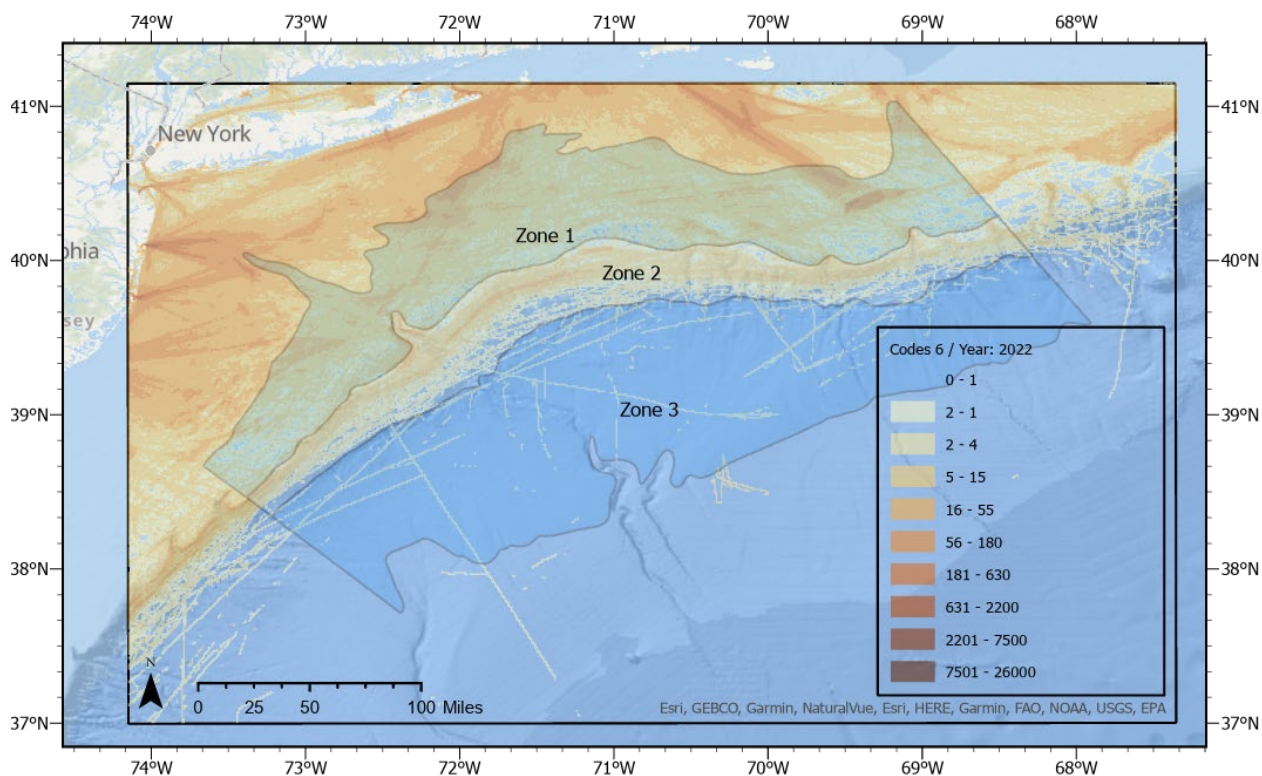 74°W 73°W 72°W 71°W 70°W 69°W 68°W
41°N 41°N
New York
Zone 1
phia
40°N 40°N
Zone 2
sey
Codes 6 / Year: 2022
0 - 1
39°N 39°N
Zone 3
2 - 1
2 - 4
5 - 15
16 - 55
56 - 180
38°N 38°N
181 - 630
631 - 2200
2201 - 7500
7501 - 26000
N
0 25 50 100 Miles
Esri, GEBCO, Garmin, NaturalVue, Esri, HERE, Garmin, FAO, NOAA, USGS, EPA
37°N 37°N
74°W 73°W 72°W 71°W 70°W 69°W 68°W